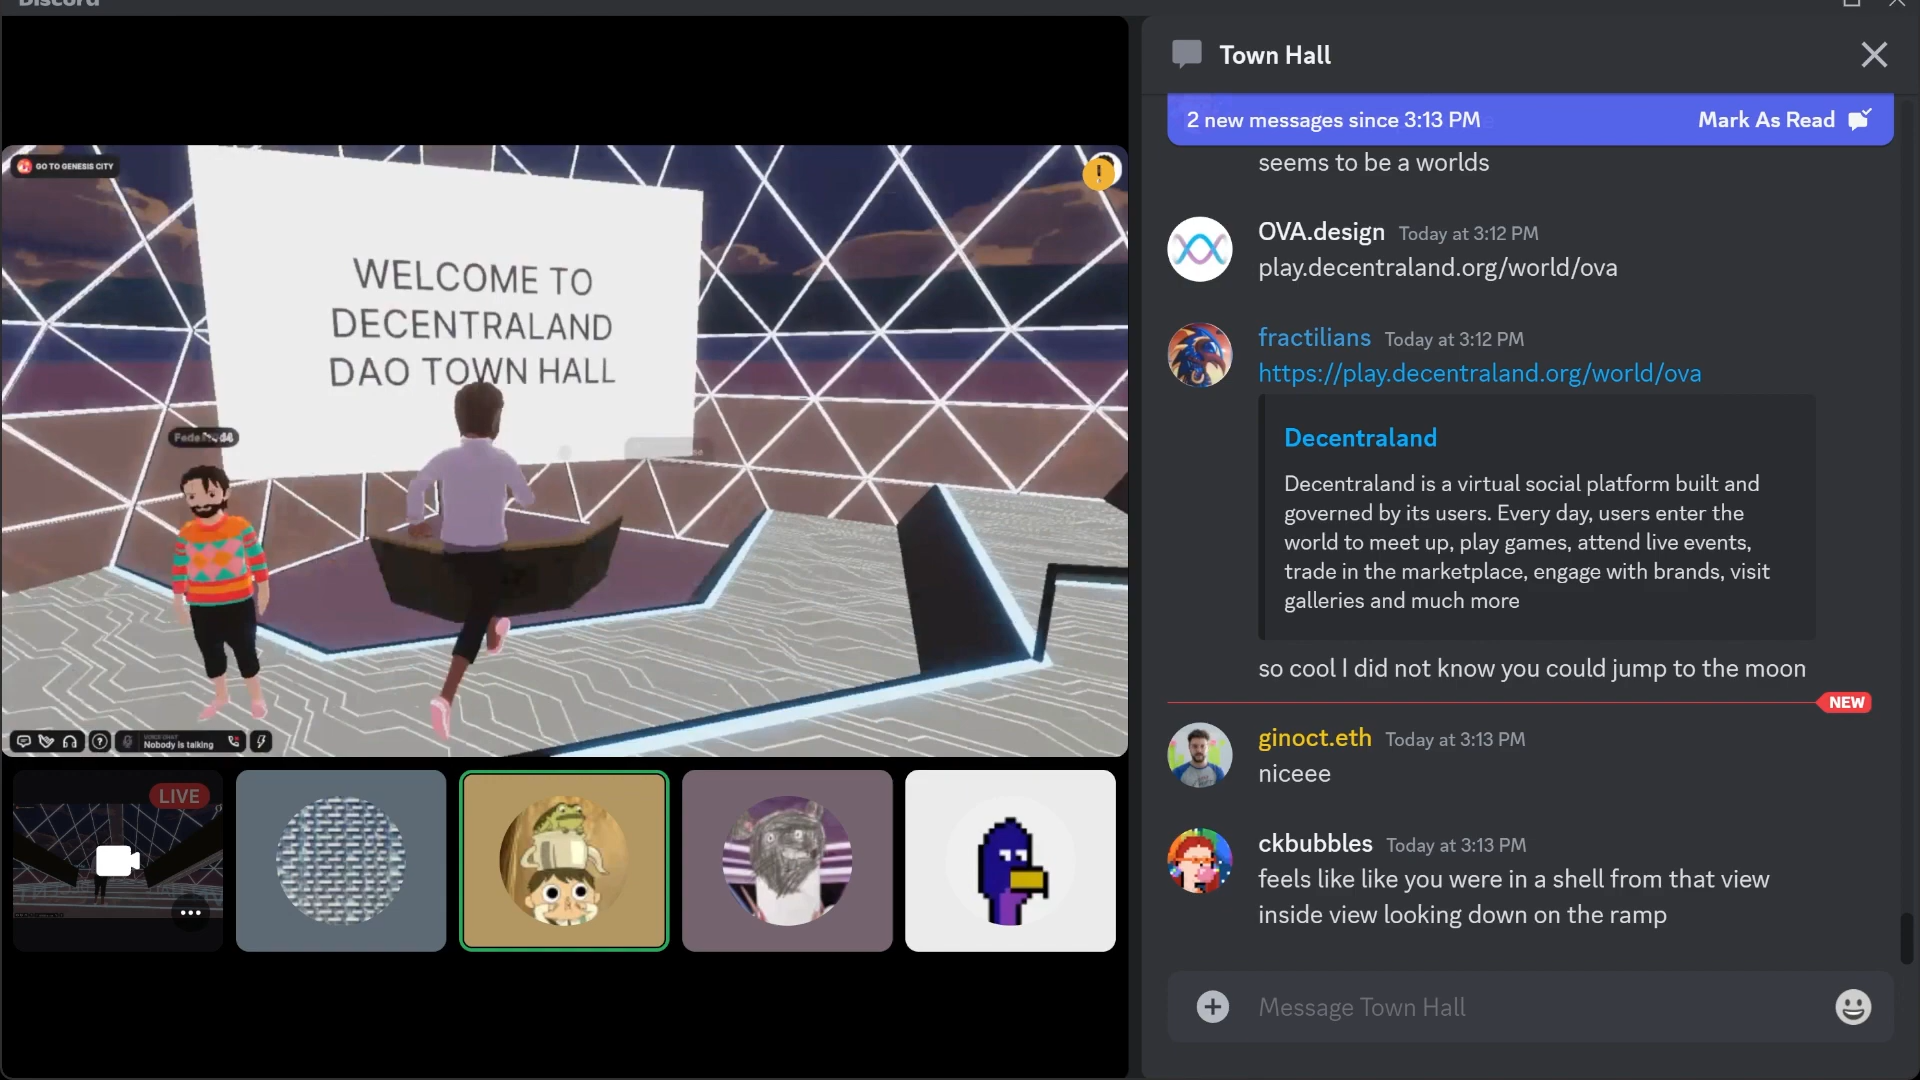 Discord
GO TO GENESIS CITY
WELCOME TO
DECENTRALAND
DAO TOWN HALL
Nobody is talking
LIVE
Town Hall
2 new messages since 3:13 PM
Mark As Read
seems to be a worlds
OVA.design Today at 3:12 PM
play.decentraland.org/world/ova
fractilians Today at 3:12 PM
https://play.decentraland.org/world/ova
Decentraland
Decentraland is a virtual social platform built and
governed by its users. Every day, users enter the
world to meet up, play games, attend live events,
trade in the marketplace, engage with brands, visit
galleries and much more
so cool I did not know you could jump to the moon
NEW
ginoct.eth Today at 3:13 PM
niceee
ckbubbles Today at 3:13 PM
feels like like you were in a shell from that view
inside view looking down on the ramp
Message Town Hall